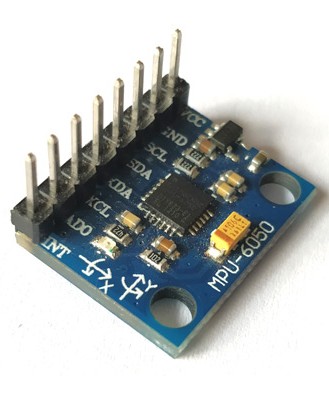 VCC
GND
SCL
SDA
XDA
XCL
AD0
INT
X
Y
MPU-6050